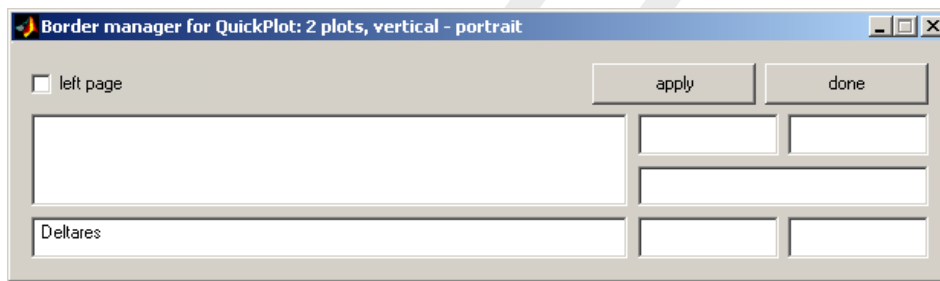 Border manager for QuickPlot: 2 plots, vertical - portrait
left page
apply
done
Deltares